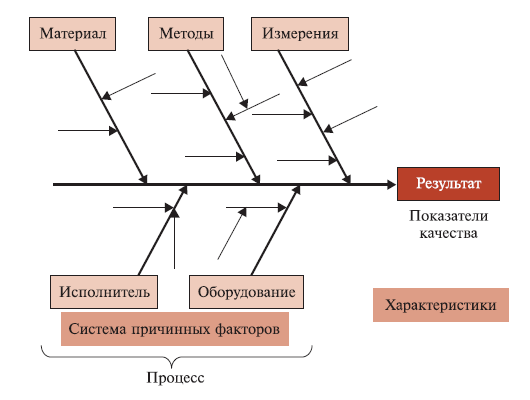 Материал
Методы
Измерения
Результат
Показатели
качества
Исполнитель
Оборудование
Характеристики
Система причинных факторов
Процесс